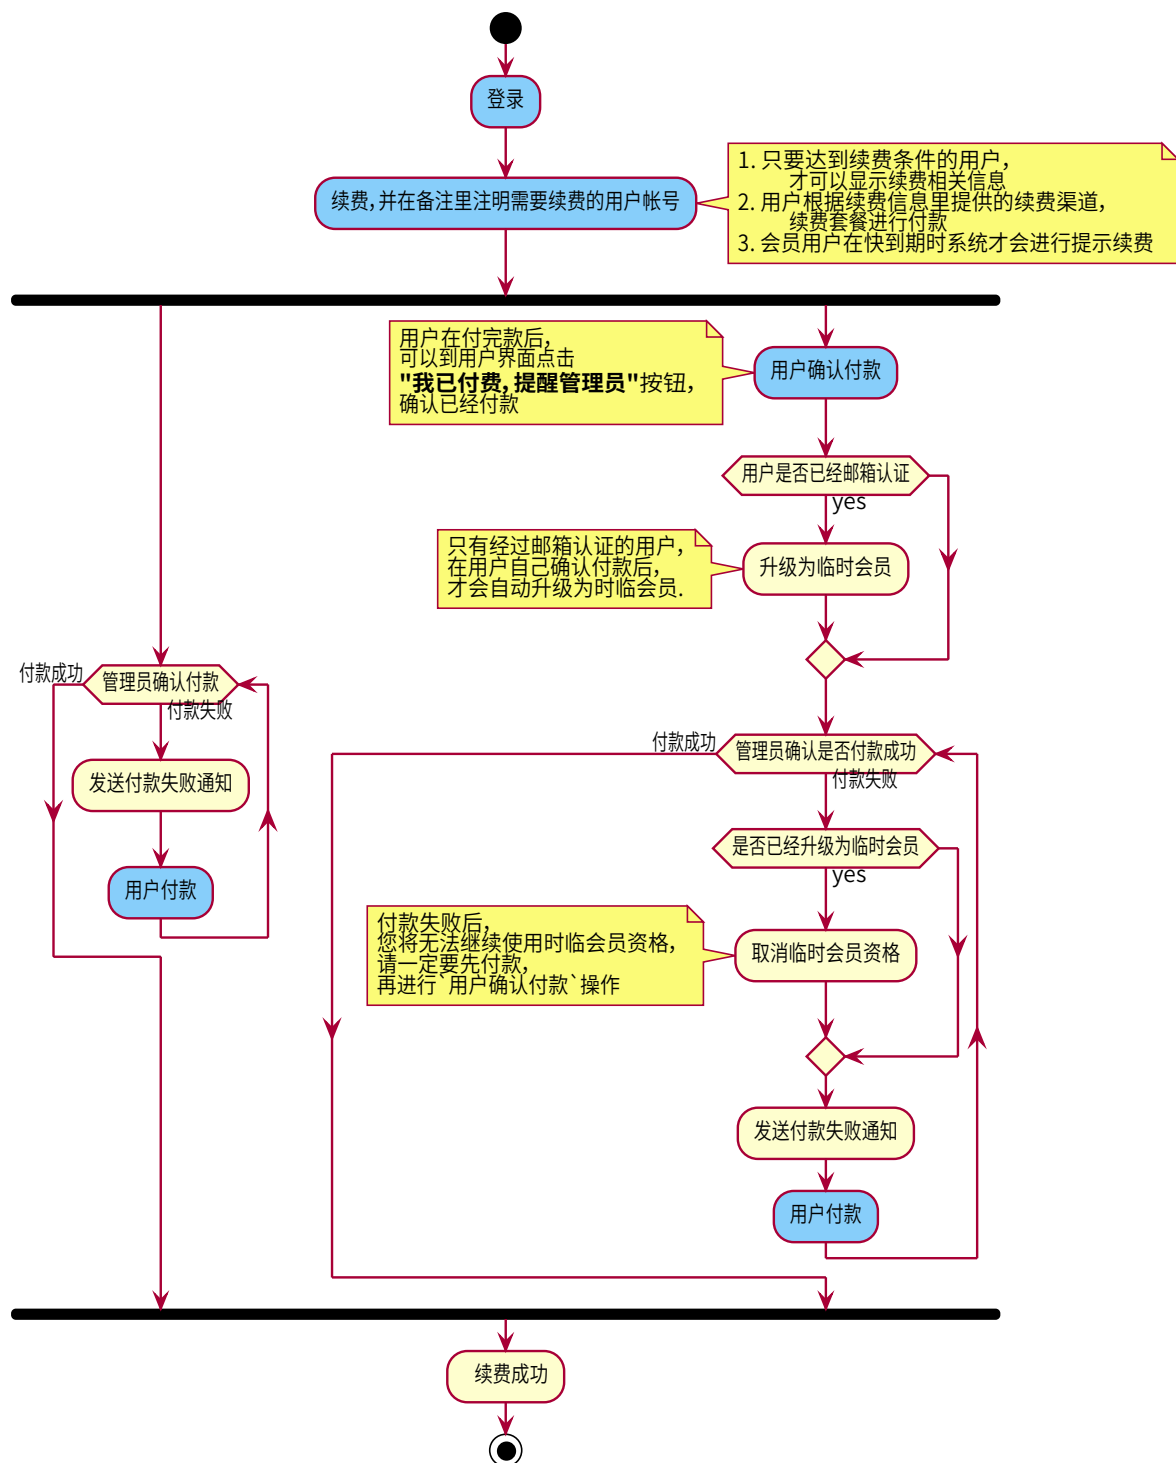 登录
续费,并在备注里注明需要续费的用户帐号
1. 只要达到续费条件的用户,
才可以显示续费相关信息
2. 用户根据续费信息里提供的续费渠道,
续费套餐进行付款
3. 会员用户在快到期时系统才会进行提示续费
用户在付完款后,
可以到用户界面点击
"我已付费,提醒管理员"按钮,
确认已经付款
用户确认付款
用户是否已经邮箱认证
yes
只有经过邮箱认证的用户,
在用户自己确认付款后,
才会自动升级为时临会员.
升级为临时会员
付款成功
管理员确认付款
付款失败
发送付款失败通知
用户付款
付款成功
管理员确认是否付款成功
付款失败
是否已经升级为临时会员
yes
付款失败后,
您将无法继续使用时临会员资格,
请一定要先付款,
再进行`用户确认付款`操作
取消临时会员资格
发送付款失败通知
用户付款
续费成功